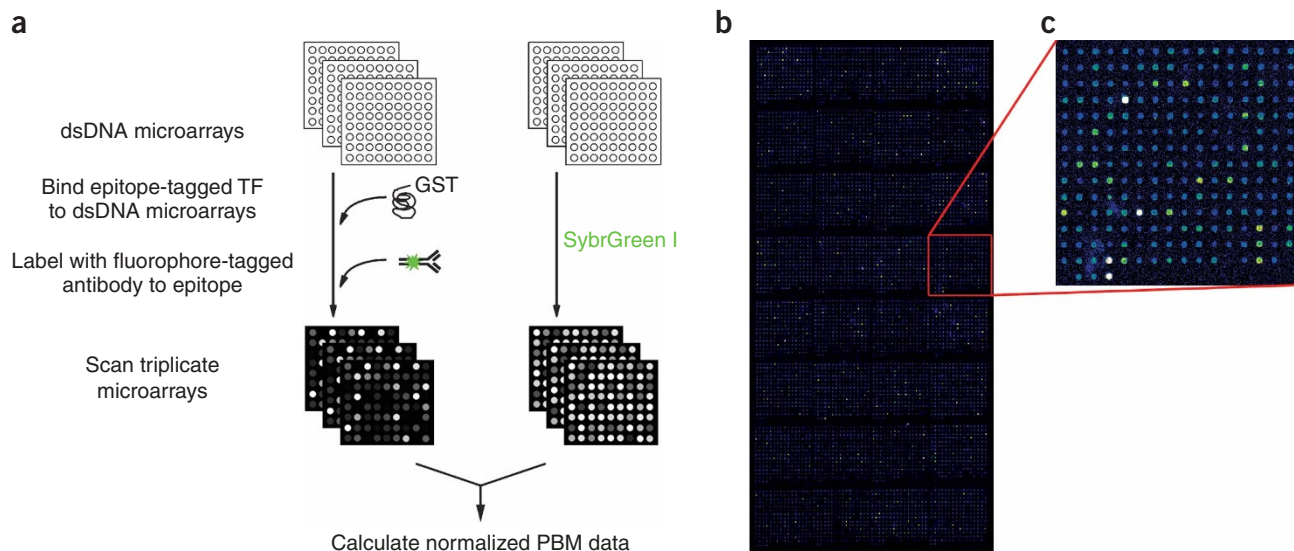 a
dsDNA microarrays
Bind epitope-tagged TF
to dsDNA microarrays
GST
SybrGreen I
Label with fluorophore-tagged
antibody to epitope
Scan triplicate
microarrays
Calculate normalized PBM data
b
c